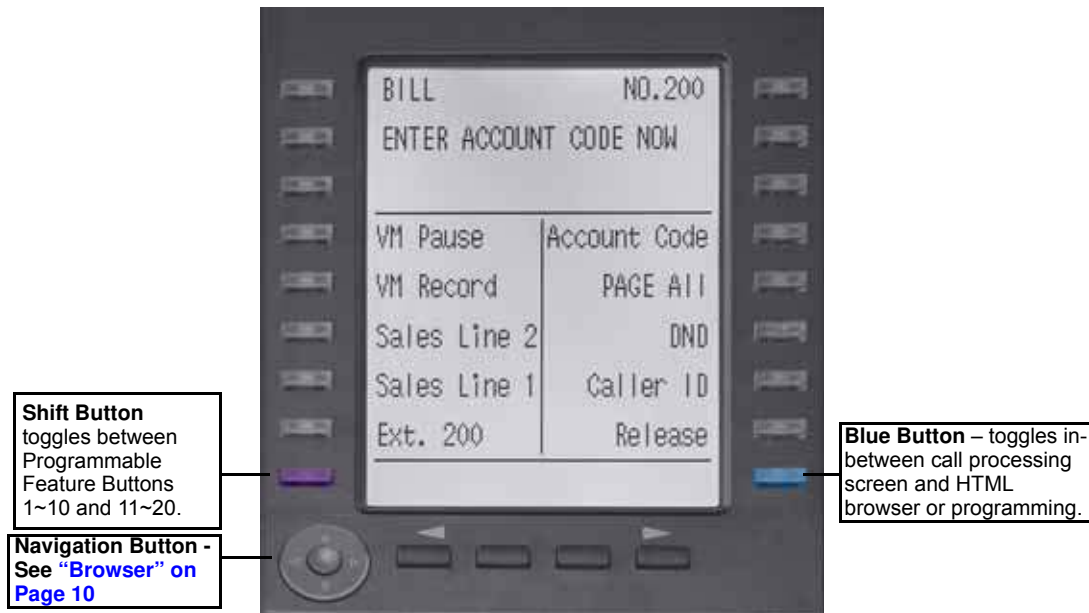 BILL NO.200
ENTER ACCOUNT CODE NOW
VM Pause Account Code
VM Record PAGE All
Sales Line 2 DND
Sales Line 1 Caller ID
Ext. 200 Release
Shift Button
toggles between
Programmable
Feature Buttons
1~10 and 11~20.
Navigation Button -
See “Browser” on
Page 10
Blue Button – toggles in-
between call processing
screen and HTML
browser or programming.